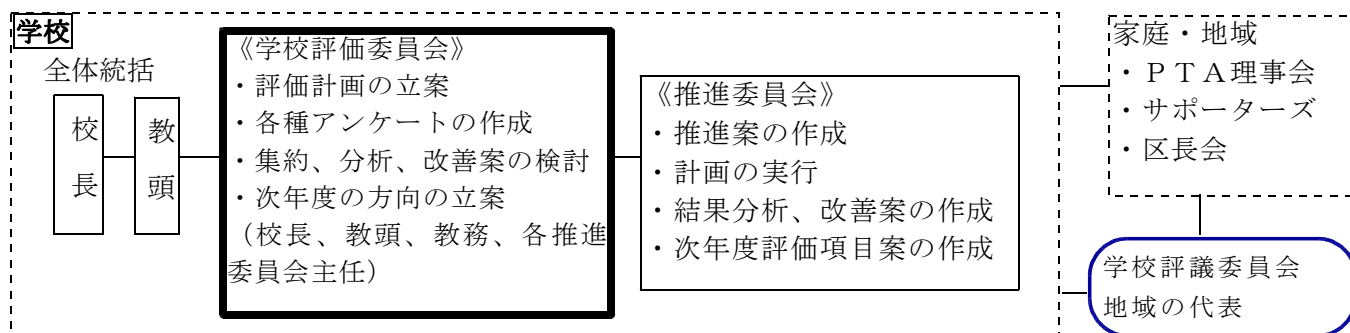 学校
全体統括
校長
教頭
《学校評価委員会》
・評価計画の立案
・各種アンケートの作成
・集約、分析、改善案の検討
・次年度の方向の立案
（校長、教頭、教務、各推進
委員会主任）
《推進委員会》
・推進案の作成
・計画の実行
・結果分析、改善案の作成
・次年度評価項目案の作成
家庭・地域
・ＰＴＡ理事会
・サポーターズ
・区長会
学校評議委員会
地域の代表